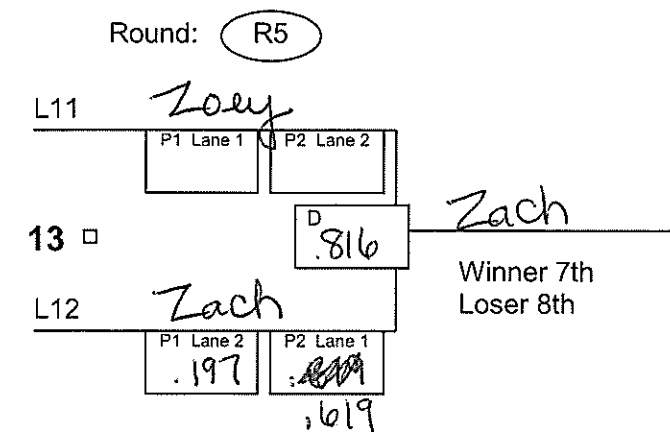 Round: R5
L11 Zoey
P1 Lane 1 P2 Lane 2
D
.816
13
Zach
Winner 7th
Loser 8th
L12 Zach
P1 Lane 2 P2 Lane 1
.197
.619